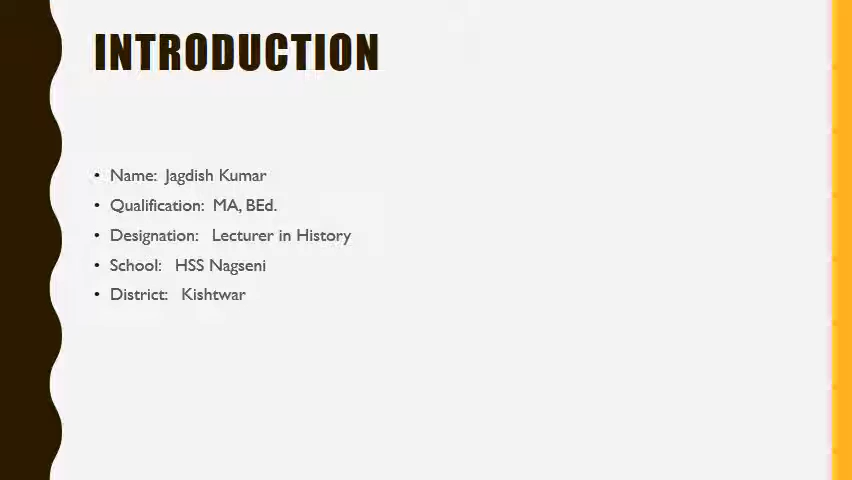 INTRODUCTION
• Name: Jagdish Kumar
• Qualification: MA, BEd.
• Designation: Lecturer in History
• School: HSS Nagseni
• District: Kishtwar